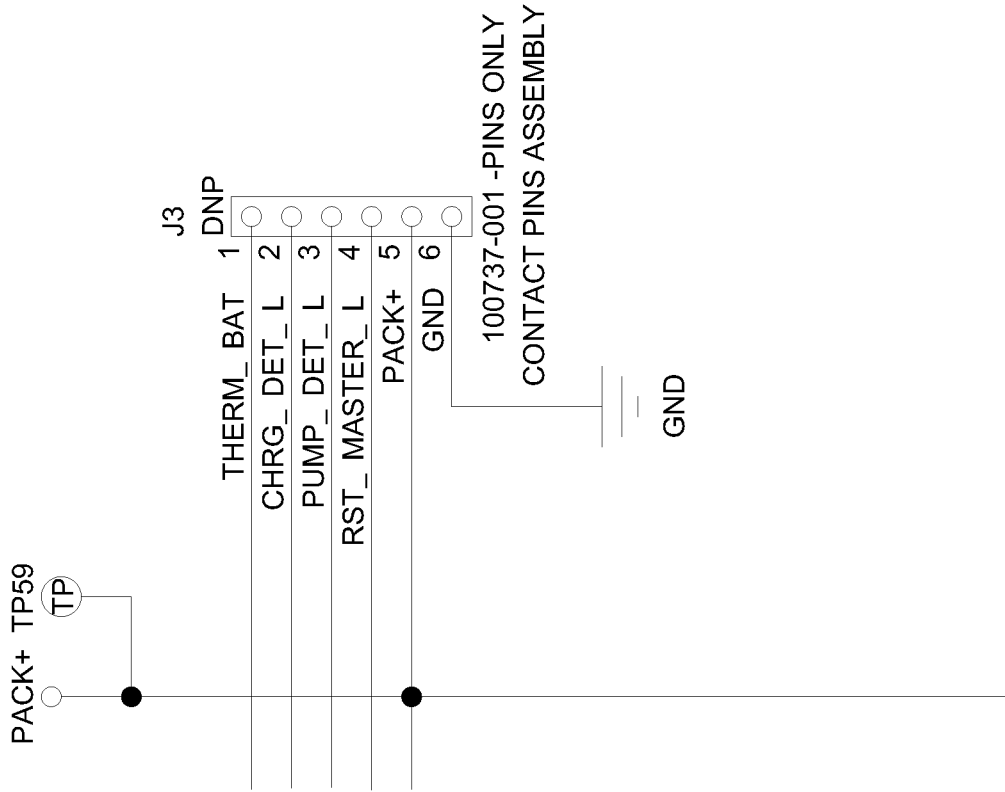 J3
DNP
1
2
3
4
5
6
THERM_ BAT
CHRG_ DET_ L
PUMP_ DET_ L
RST_ MASTER_ L
PACK+
GND
100737-001 -PINS ONLY
CONTACT PINS ASSEMBLY
GND
PACK+ TP59
TP